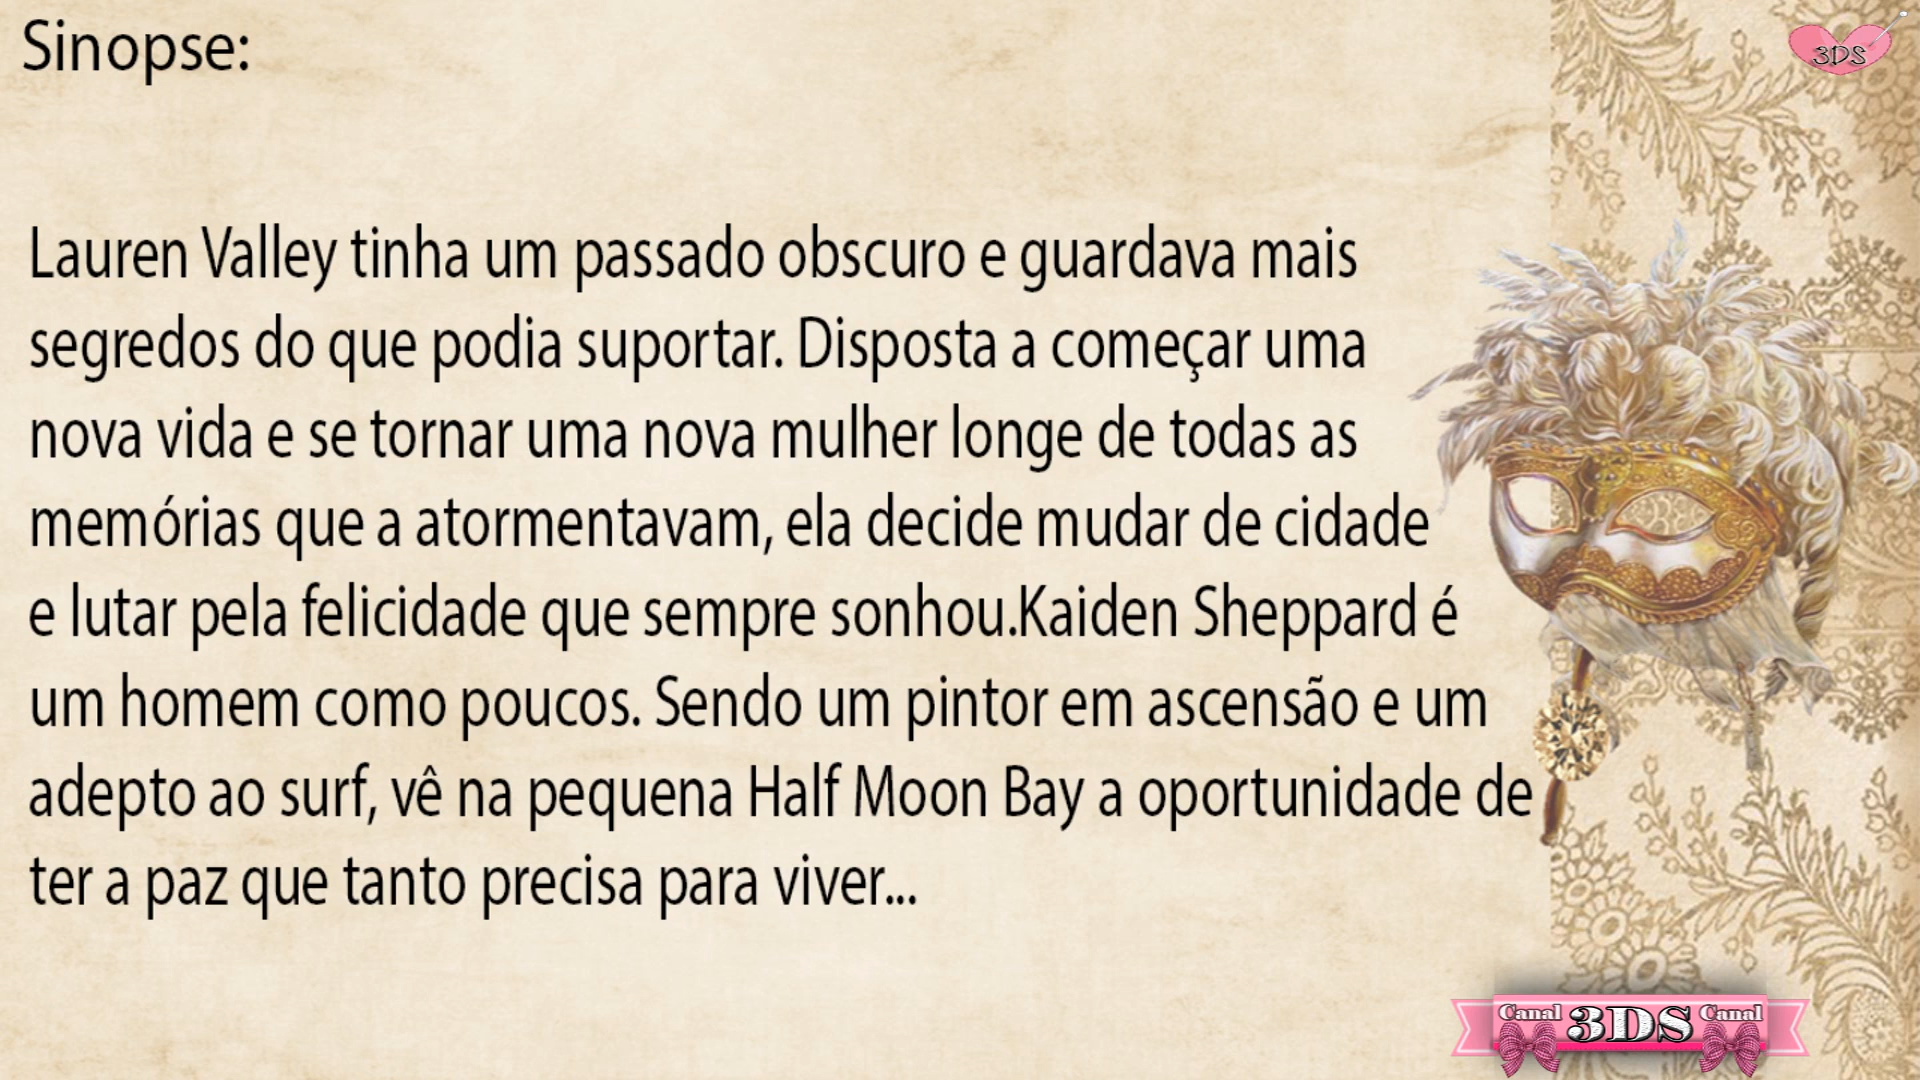 Sinopse:
3DS
Lauren Valley tinha um passado obscuro e guardava mais
segredos do que podia suportar. Disposta a começar uma
nova vida e se tornar uma nova mulher longe de todas as
memórias que a atormentavam, ela decide mudar de cidade
e lutar pela felicidade que sempre sonhou.Kaiden Sheppard é
um homem como poucos. Sendo um pintor em ascensão e um
adepto ao surf, vê na pequena Half Moon Bay a oportunidade de
ter a paz que tanto precisa para viver...
Canal 3DS Canal